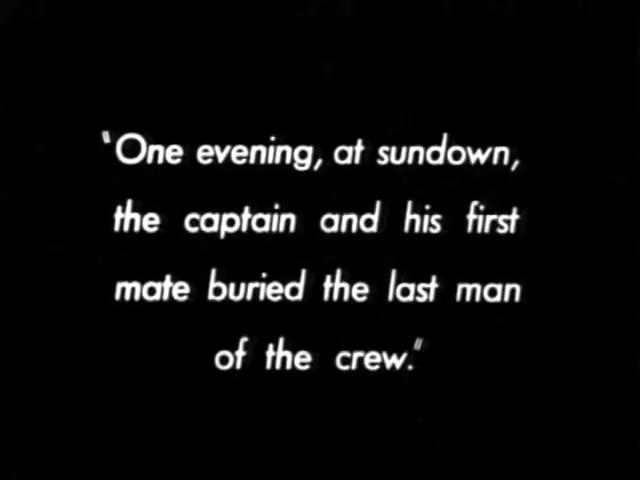 "One evening, at sundown,
the captain and his first
mate buried the last man
of the crew."